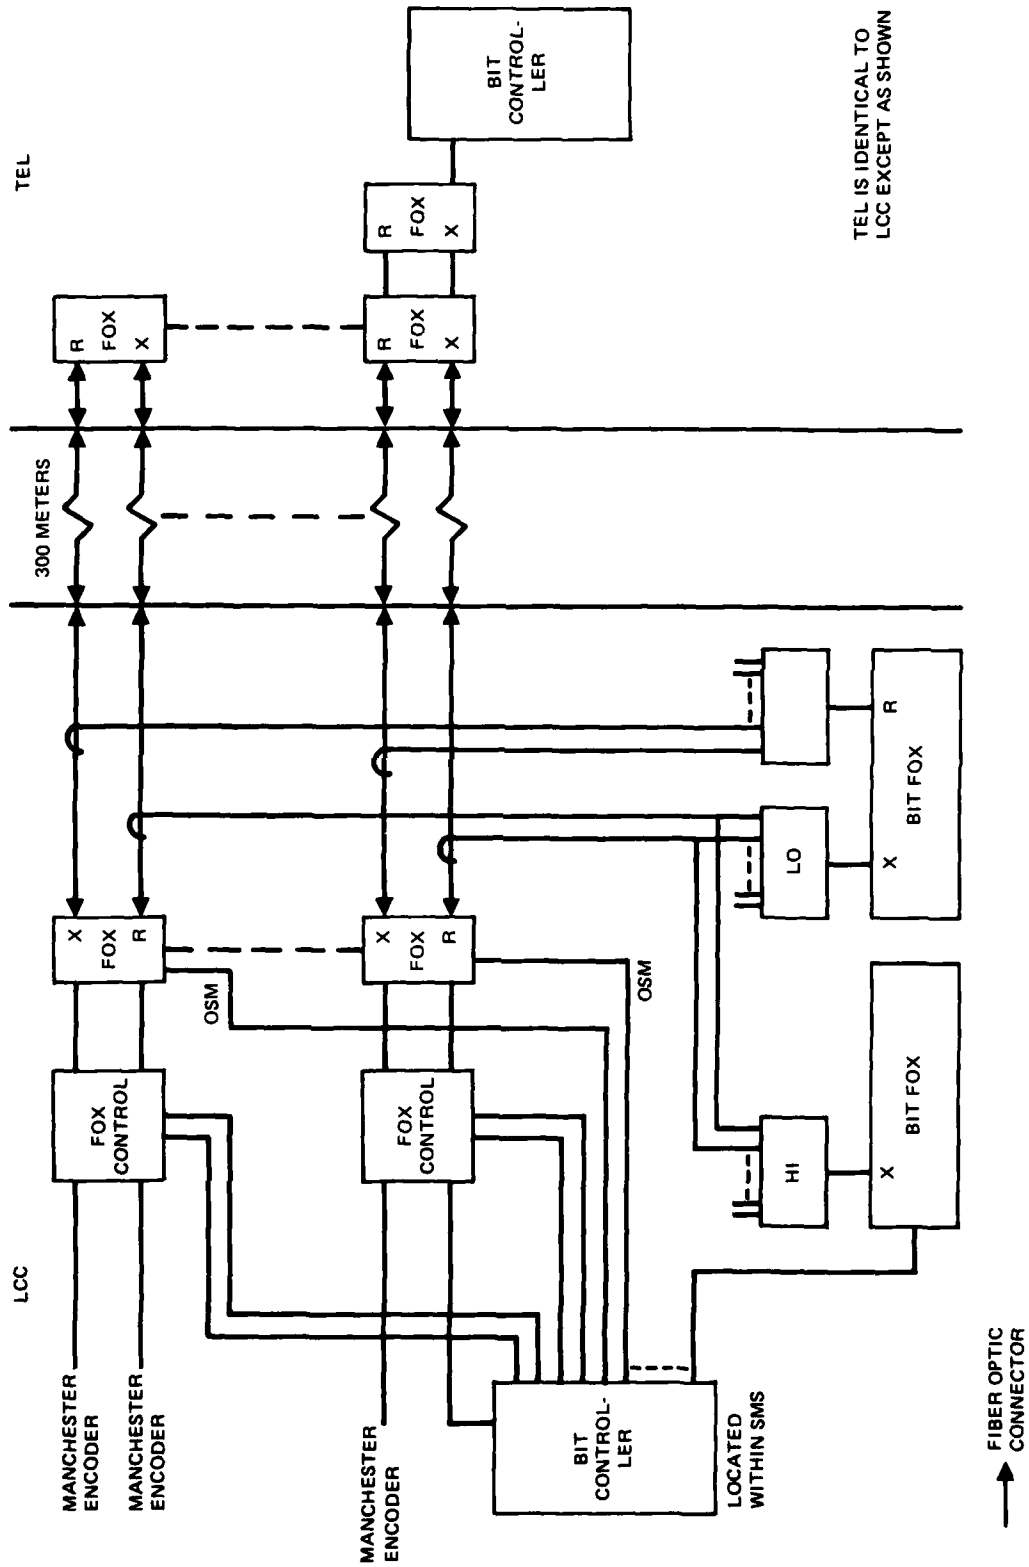 LCC
TEL
MANCHESTER
ENCODER
MANCHESTER
ENCODER
FOX
CONTROL
X
FOX
R
OSM
300 METERS
R
FOX
X
MANCHESTER
ENCODER
FOX
CONTROL
X
FOX
R
OSM
R
FOX
X
R
FOX
X
BIT
CONTROL-
LER
BIT
CONTROL-
LER
LOCATED
WITHIN SMS
HI
LO
X
BIT FOX
X
BIT FOX
R
TEL IS IDENTICAL TO
LCC EXCEPT AS SHOWN
FIBER OPTIC
CONNECTOR